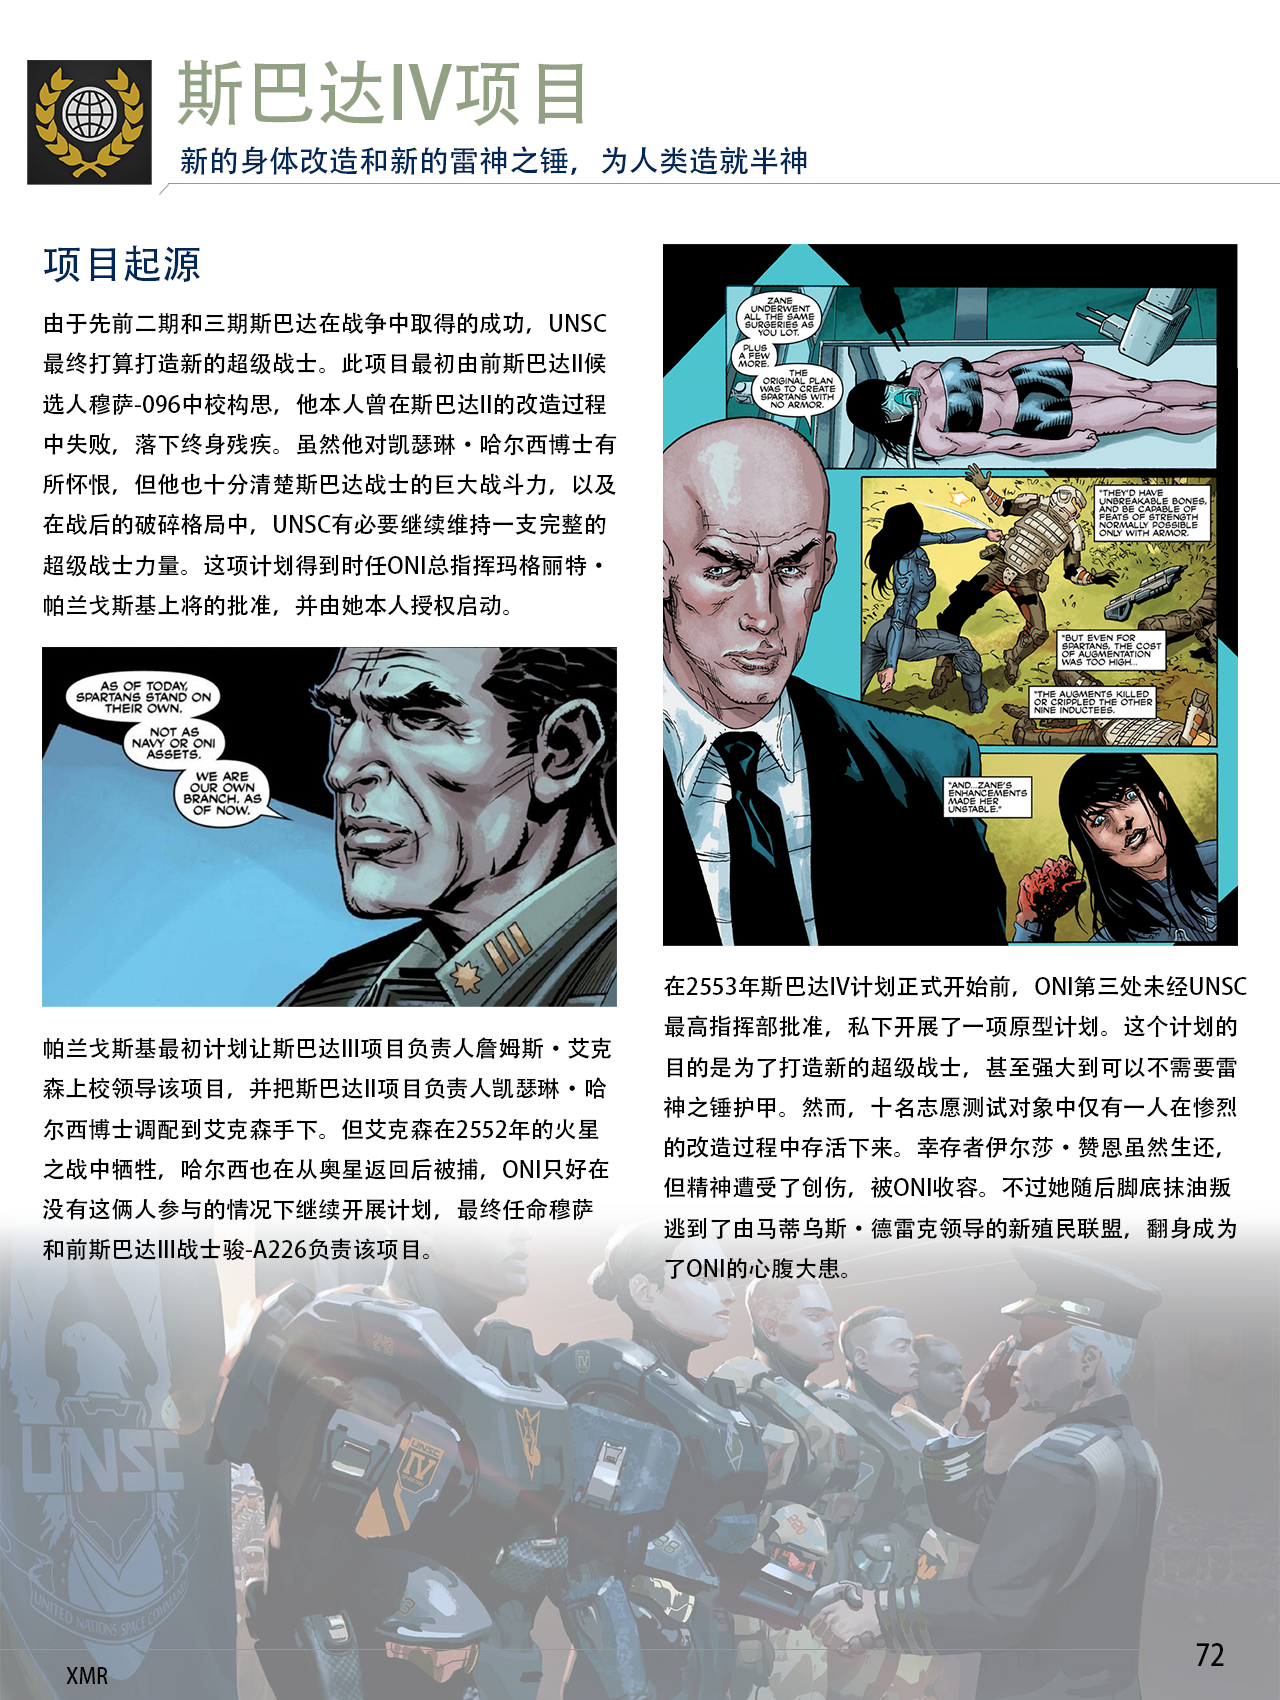 斯巴达IV项目
新的身体改造和新的雷神之锤，为人类造就半神
项目起源
由于先前二期和三期斯巴达在战争中取得的成功，UNSC
最终打算打造新的超级战士。此项目最初由前斯巴达II候
选人穆萨-096中校构思，他本人曾在斯巴达II的改造过程
中失败，落下终身残疾。虽然他对凯瑟琳·哈尔西博士有
所怀恨，但他也十分清楚斯巴达战士的巨大战斗力，以及
在战后的破碎格局中，UNSC有必要继续维持一支完整的
超级战士力量。这项计划得到时任ONI总指挥玛格丽特·
帕兰戈斯基上将的批准，并由她本人授权启动。
AS OF TODAY,
SPARTANS STAND ON
THEIR OWN.
NOT AS
NAVY OR ONI
ASSETS.
WE ARE
OUR OWN
BRANCH. AS
OF NOW.
帕兰戈斯基最初计划让斯巴达III项目负责人詹姆斯·艾克
森上校领导该项目，并把斯巴达II项目负责人凯瑟琳·哈
尔西博士调配到艾克森手下。但艾克森在2552年的火星
之战中牺牲，哈尔西也在从奥星返回后被捕，ONI只好在
没有这俩人参与的情况下继续开展计划，最终任命穆萨
和前斯巴达III战士骏-A226负责该项目。
ZANE
UNDERWENT
ALL THE SAME
SURGERIES AS
YOU LOT.
PLUS
A FEW
MORE.
THE
ORIGINAL PLAN
WAS TO CREATE
SPARTANS WITH
NO ARMOR.
"THEY'D HAVE
UNBREAKABLE BONES,
AND BE CAPABLE OF
FEATS OF STRENGTH
NORMALLY POSSIBLE
ONLY WITH ARMOR.
"BUT EVEN FOR
SPARTANS, THE COST
OF AUGMENTATION
WAS TOO HIGH...
"THE AUGMENTS KILLED
OR CRIPPLED THE OTHER
NINE INDUCTEES.
"AND...ZANE'S
ENHANCEMENTS
MADE HER
UNSTABLE."
在2553年斯巴达IV计划正式开始前，ONI第三处未经UNSC
最高指挥部批准，私下开展了一项原型计划。这个计划的
目的是为了打造新的超级战士，甚至强大到可以不需要雷
神之锤护甲。然而，十名志愿测试对象中仅有一人在惨烈
的改造过程中存活下来。幸存者伊尔莎·赞恩虽然生还，
但精神遭受了创伤，被ONI收容。不过她随后脚底抹油叛
逃到了由马蒂乌斯·德雷克领导的新殖民联盟，翻身成为
了ONI的心腹大患。
UNSC
UNITED NATIONS SPACE COMMAND
UNSC
IV
IV
220
XMR
72